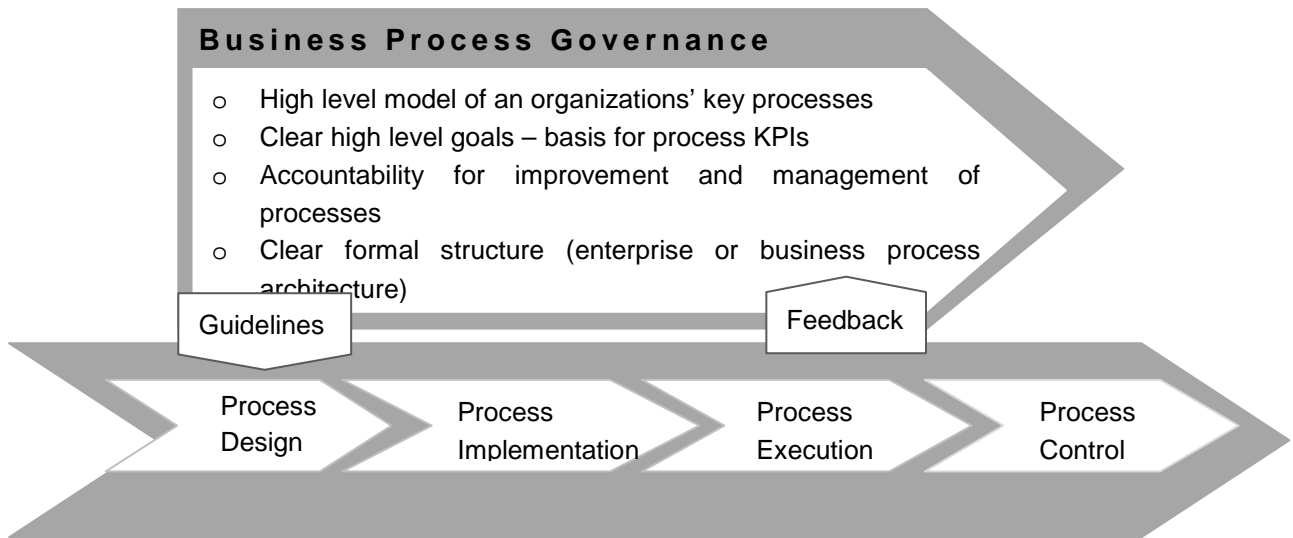 Business Process Governance
o High level model of an organizations’ key processes
o Clear high level goals – basis for process KPIs
o Accountability for improvement and management of
processes
o Clear formal structure (enterprise or business process
architecture)
Guidelines
Feedback
Process
Design
Process
Implementation
Process
Execution
Process
Control